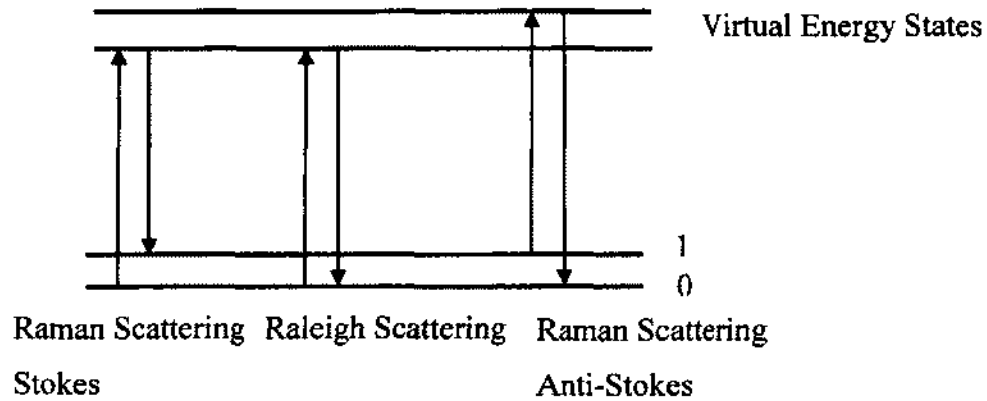 Virtual Energy States
1
0
Raman Scattering Raleigh Scattering Raman Scattering
Stokes Anti-Stokes